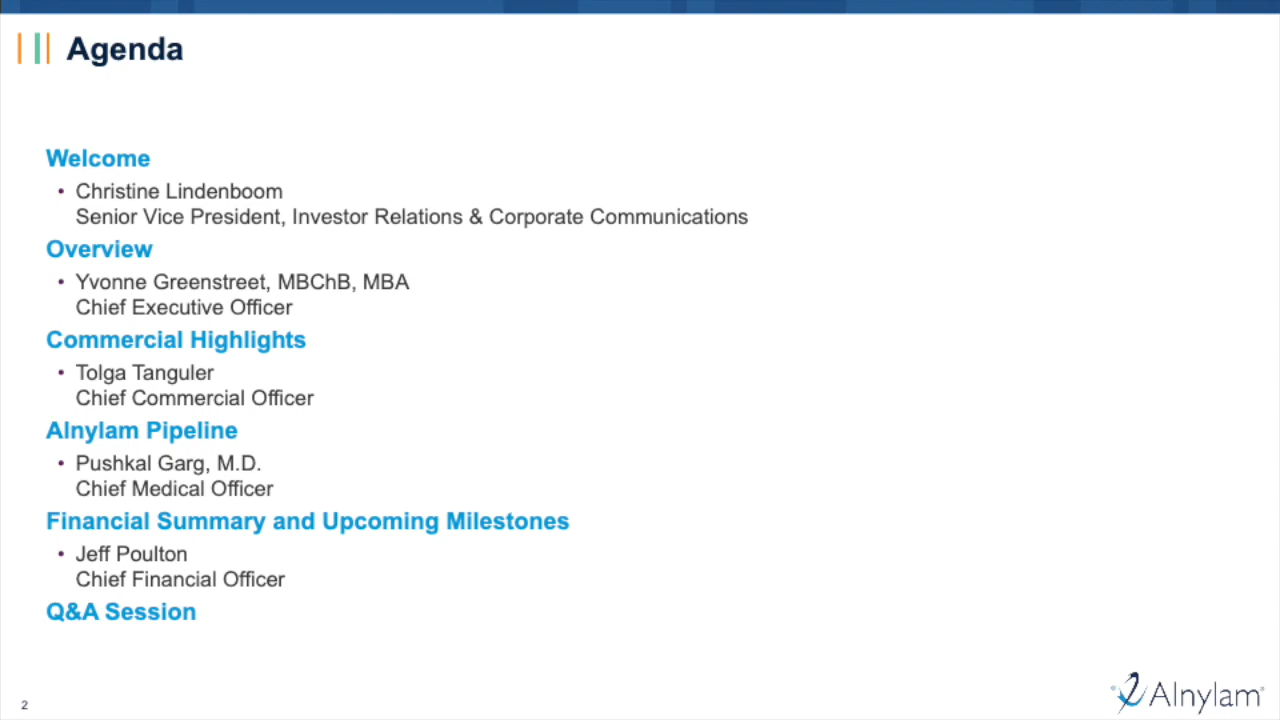 Agenda
Welcome
• Christine Lindenboom
Senior Vice President, Investor Relations & Corporate Communications
Overview
• Yvonne Greenstreet, MBChB, MBA
Chief Executive Officer
Commercial Highlights
• Tolga Tanguler
Chief Commercial Officer
Alnylam Pipeline
• Pushkal Garg, M.D.
Chief Medical Officer
Financial Summary and Upcoming Milestones
• Jeff Poulton
Chief Financial Officer
Q&A Session
2
Alnylam®